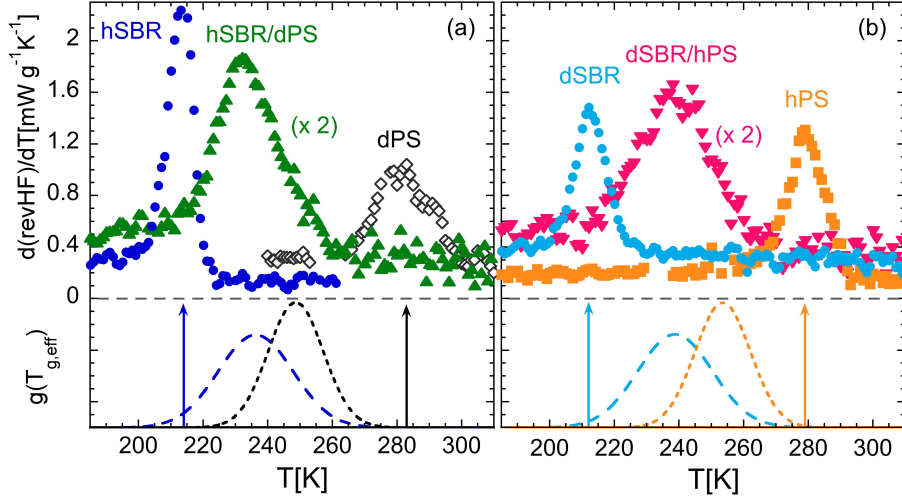 hSBR
hSBR/dPS
(a)
(x 2)
dPS
dSBR/hPS
(b)
dSBR
(x 2)
hPS
d(revHF)/dT[mW g⁻¹K⁻¹]
2
1.6
1.2
0.8
0.4
0
g(T_g,eff)
200 220 240 260 280 300
T[K]
200 220 240 260 280 300
T[K]